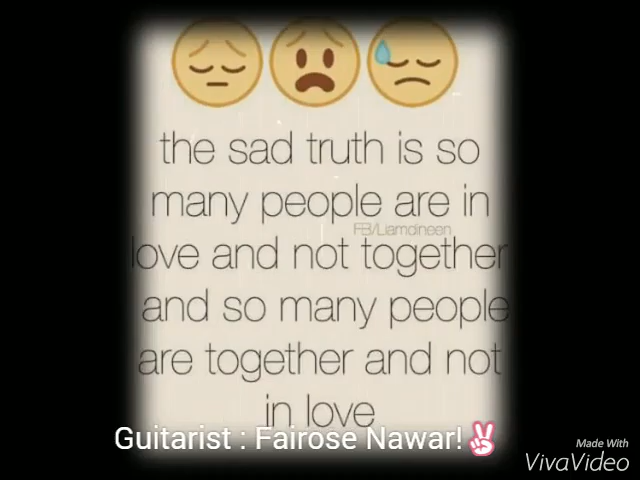 the sad truth is so
many people are in
FB/Liamdineen
love and not together
and so many people
are together and not
in love
Guitarist : Fairose Nawar!✌
Made With
VivaVideo